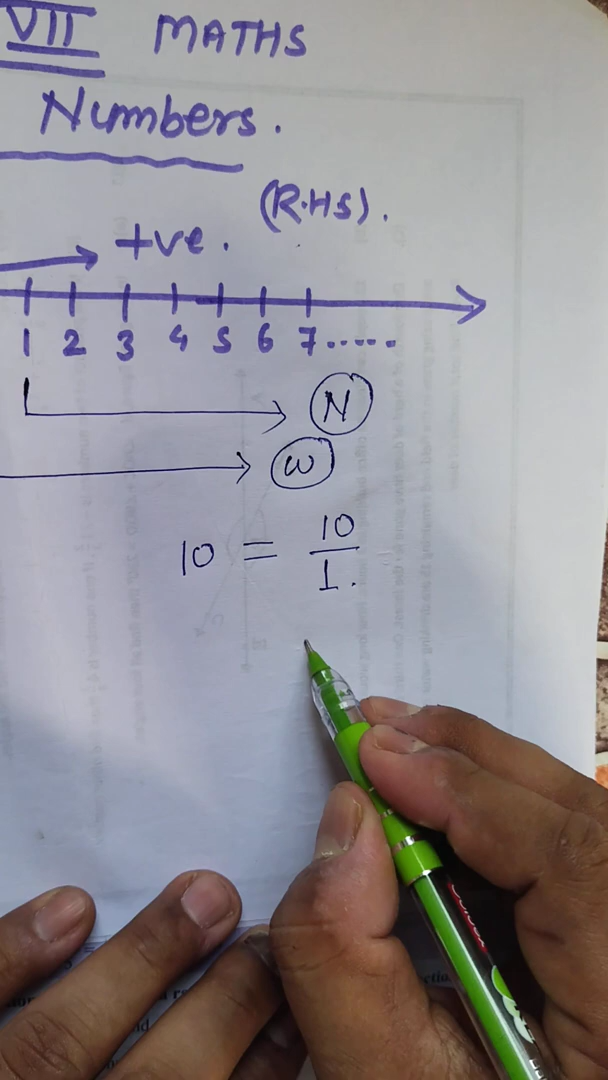 VII MATHS
Numbers.
(R.HS).
+ve.
1 2 3 4 5 6 7.....
N
W
10 = 10/1.